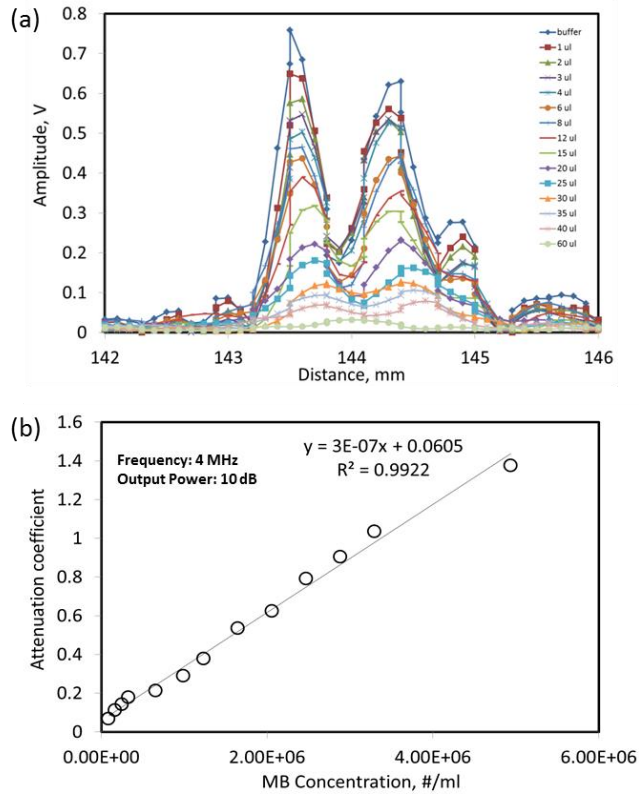 (a)
0.8
0.7
0.6
0.5
0.4
0.3
0.2
0.1
0
Amplitude, V
142
143
144
145
146
Distance, mm
buffer
1 ul
2 ul
3 ul
4 ul
6 ul
8 ul
12 ul
15 ul
20 ul
25 ul
30 ul
35 ul
40 ul
60 ul
(b)
1.6
1.4
1.2
1
0.8
0.6
0.4
0.2
0
Attenuation coefficient
Frequency: 4 MHz
Output Power: 10 dB
y = 3E-07x + 0.0605
R² = 0.9922
0.00E+00
2.00E+06
4.00E+06
6.00E+06
MB Concentration, #/ml